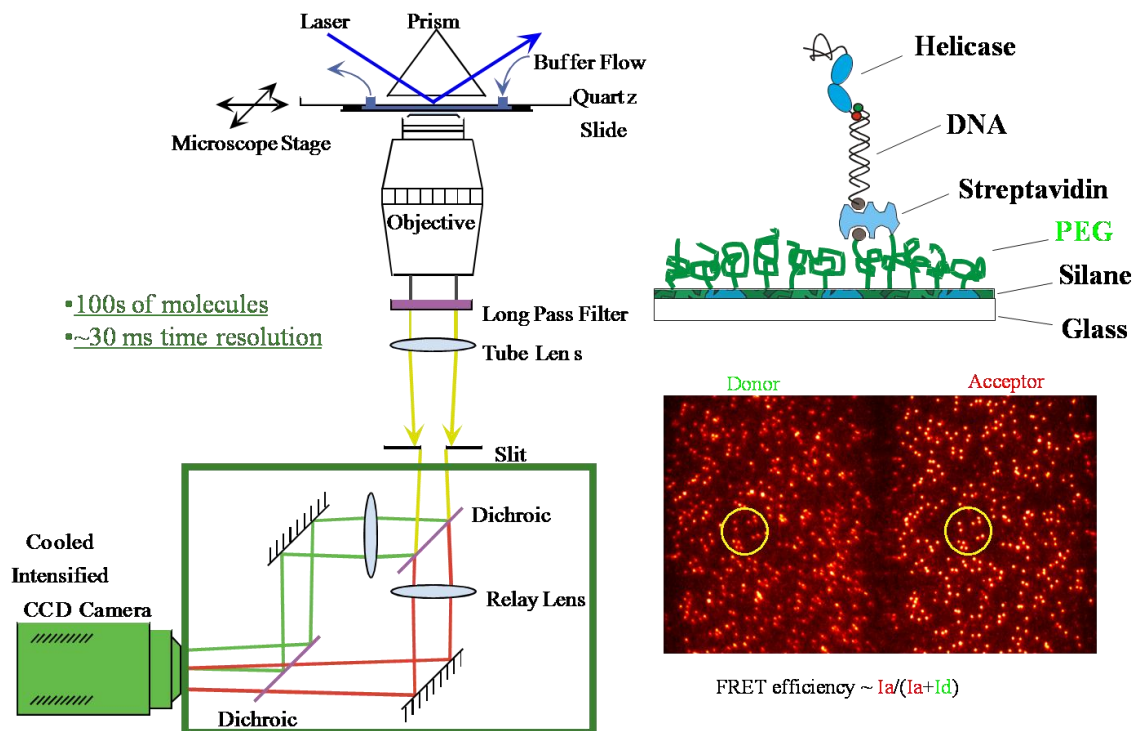 Laser
Prism
Buffer Flow
Quartz
Slide
Microscope Stage
Objective
▪100s of molecules
▪~30 ms time resolution
Long Pass Filter
Tube Lens
Slit
Dichroic
Cooled
Intensified
CCD Camera
Relay Lens
Dichroic
Helicase
DNA
Streptavidin
PEG
Silane
Glass
Donor
Acceptor
FRET efficiency ~ Ia/(Ia+Id)